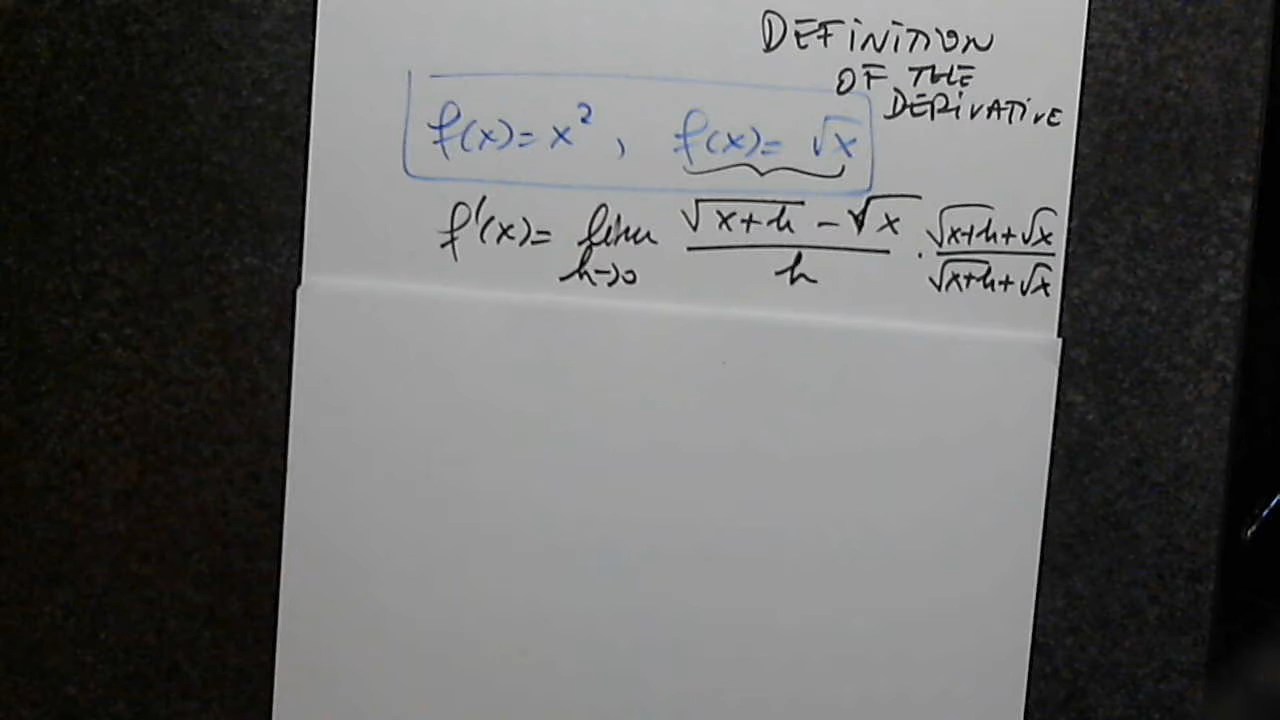 DEFINITION
OF THE
DERIVATIVE
f(x)= x², f(x)= √x
f'(x)= lim h→0 (√(x+h) - √x)/h · (√(x+h)+√x)/(√(x+h)+√x)